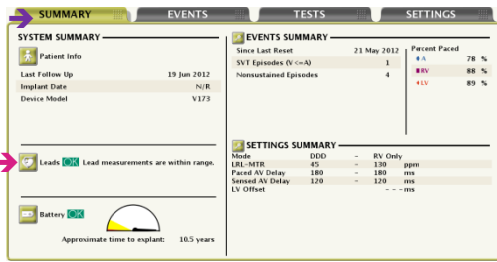 SUMMARY EVENTS TESTS SETTINGS
SYSTEM SUMMARY
Patient Info
Last Follow Up 19 Jun 2012
Implant Date N/R
Device Model V173
Leads OK Lead measurements are within range.
Battery OK
Approximate time to explant: 10.5 years
EVENTS SUMMARY
Since Last Reset 21 May 2012
SVT Episodes (V<=A) 1
Nonsustained Episodes 4
Percent Paced
A 78 %
RV 88 %
LV 89 %
SETTINGS SUMMARY
Mode DDD - RV Only
LRL-MTR 45 - 130 ppm
Paced AV Delay 180 - 180 ms
Sensed AV Delay 120 - 120 ms
LV Offset - - - ms